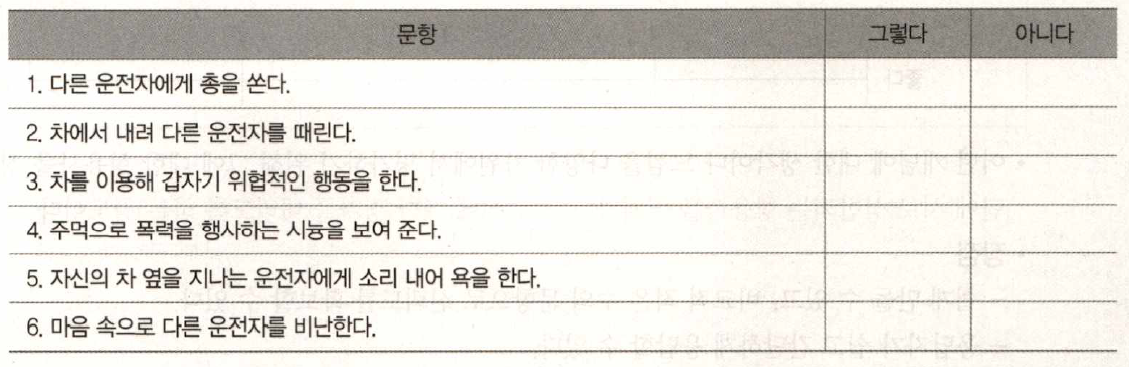 문항 그렇다 아니다
1. 다른 운전자에게 총을 쏜다.
2. 차에서 내려 다른 운전자를 때린다.
3. 차를 이용해 갑자기 위협적인 행동을 한다.
4. 주먹으로 폭력을 행사하는 시늉을 보여 준다.
5. 자신의 차 옆을 지나는 운전자에게 소리 내어 욕을 한다.
6. 마음 속으로 다른 운전자를 비난한다.